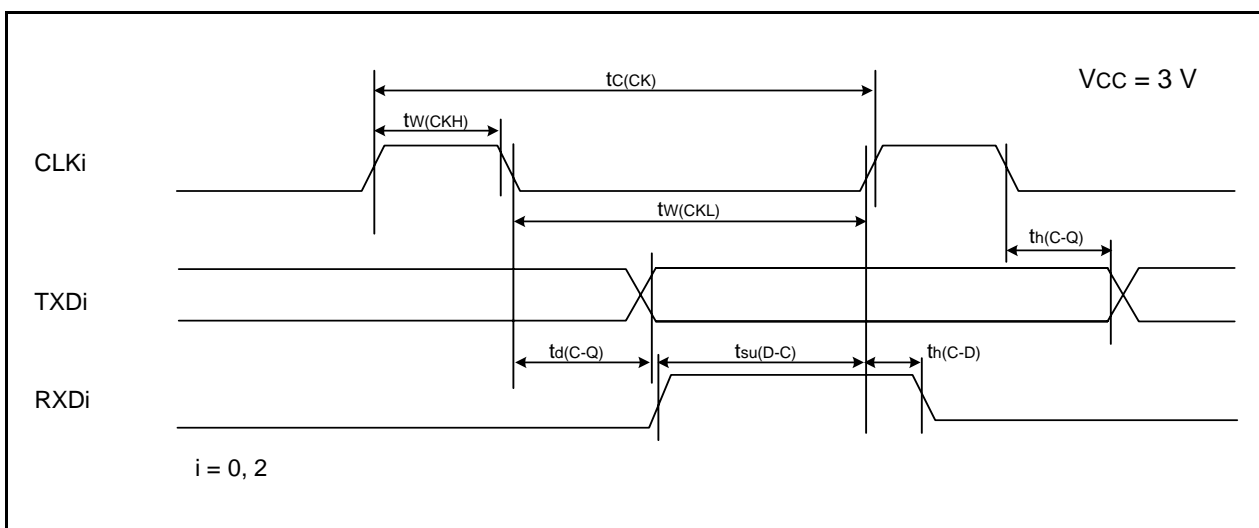 tC(CK)
VCC = 3 V
tW(CKH)
CLKi
tW(CKL)
th(C-Q)
TXDi
td(C-Q)
tsu(D-C)
th(C-D)
RXDi
i = 0, 2